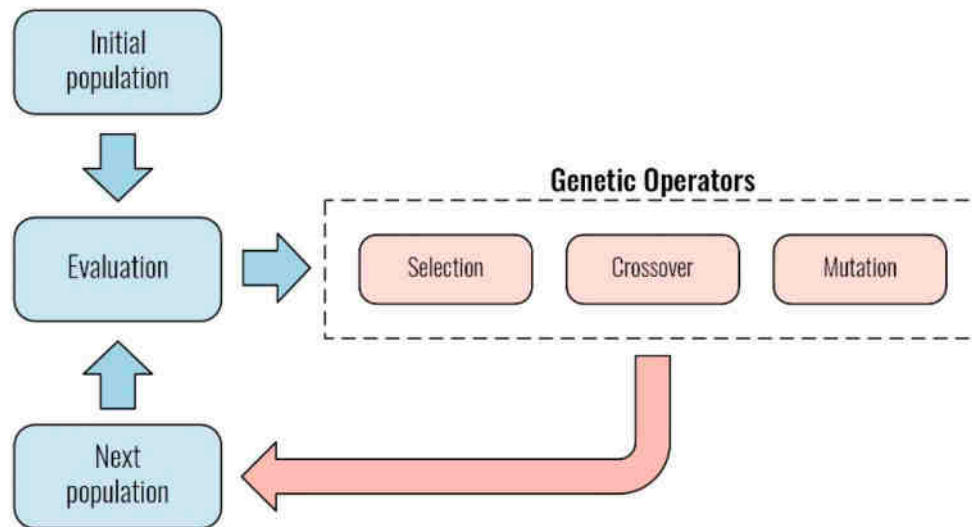 Initial
population
Genetic Operators
Evaluation
Selection
Crossover
Mutation
Next
population